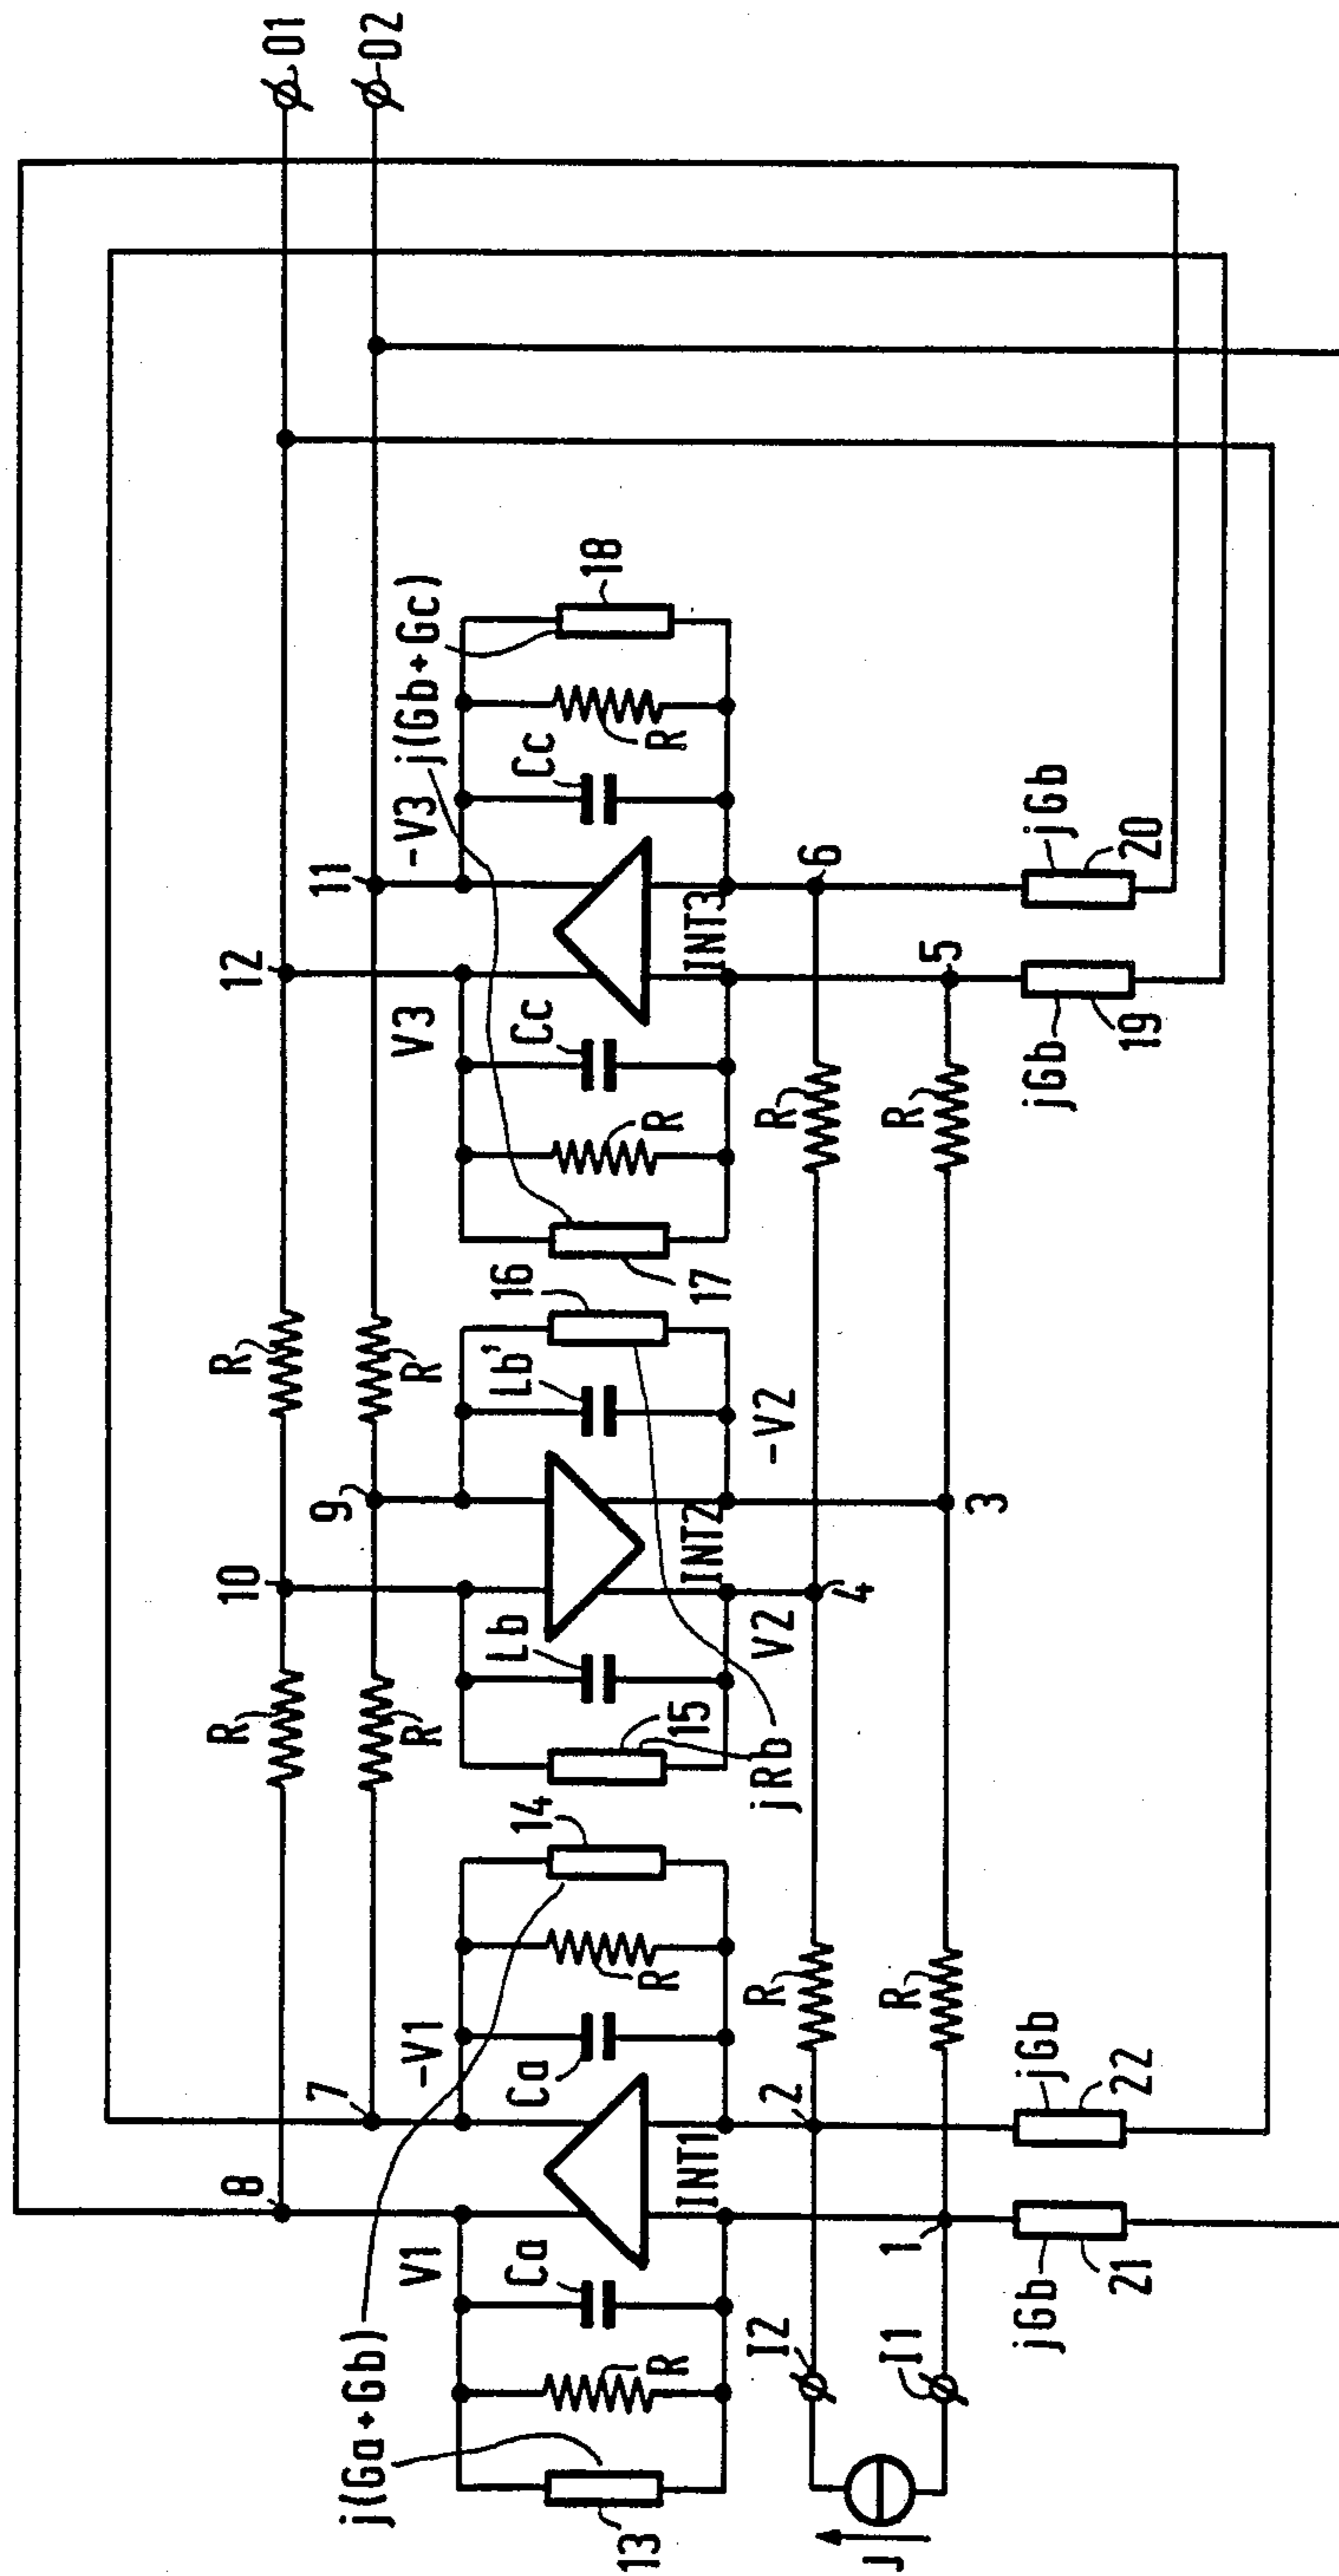 01
02
8
7
10
9
12
11
R
R
R
R
V1
-V1
V3
-V3
j(Ga+Gb)
j(Gb+Gc)
13
R
Ca
INT1
Ca
R
14
15
Lb
INT2
Lb'
16
17
R
Cc
INT3
Cc
R
18
jRb
V2
-V2
I2
I1
J
1
2
R
R
4
3
R
R
5
6
jGb
21
jGb
22
jGb
19
jGb
20